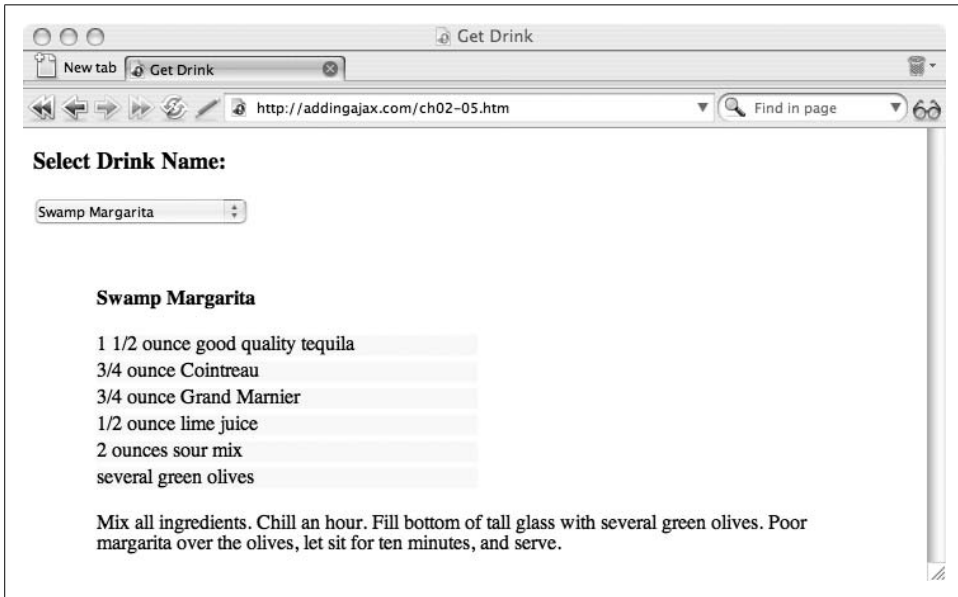 Get Drink
New tab Get Drink
http://addingajax.com/ch02-05.htm Find in page
Select Drink Name:
Swamp Margarita
Swamp Margarita
1 1/2 ounce good quality tequila
3/4 ounce Cointreau
3/4 ounce Grand Marnier
1/2 ounce lime juice
2 ounces sour mix
several green olives
Mix all ingredients. Chill an hour. Fill bottom of tall glass with several green olives. Poor
margarita over the olives, let sit for ten minutes, and serve.